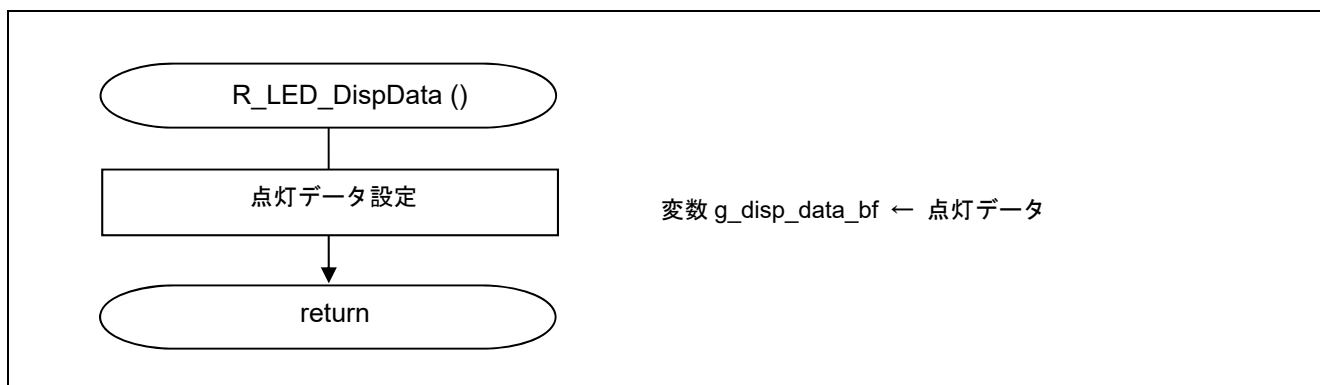 R_LED_DispData ()
点灯データ設定
変数 g_disp_data_bf ← 点灯データ
return